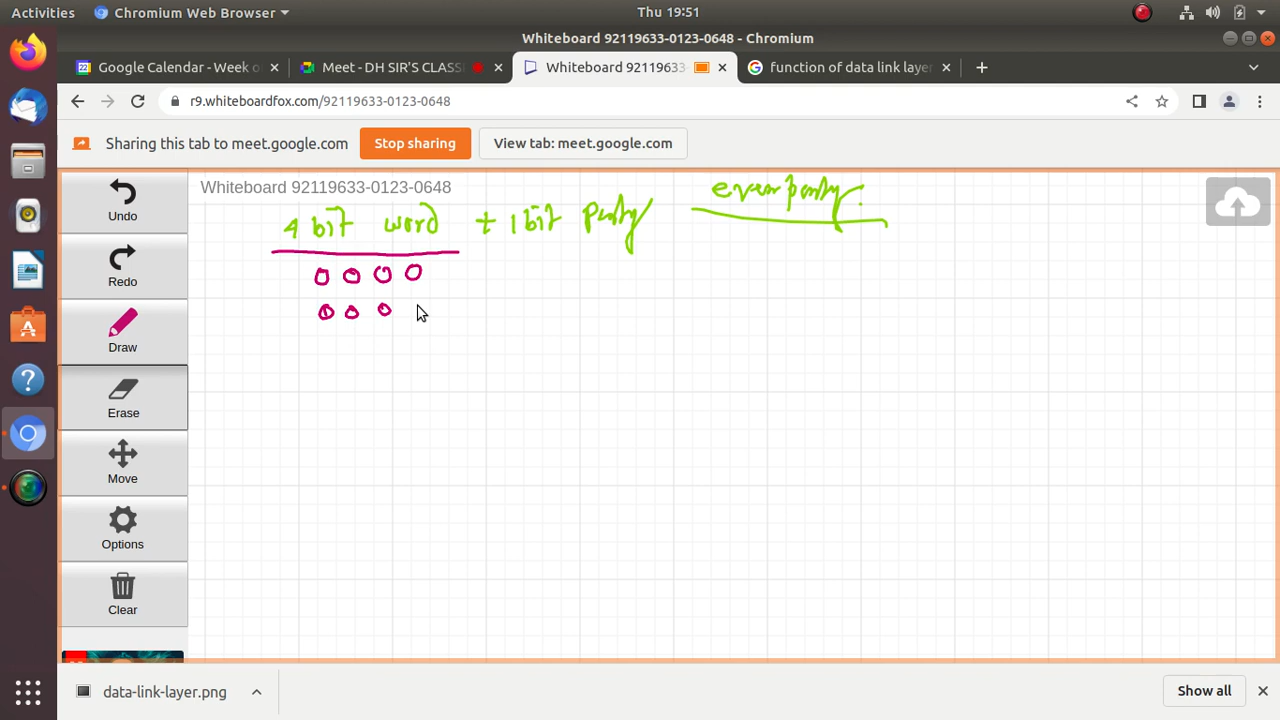 Activities Chromium Web Browser Thu 19:51
Whiteboard 92119633-0123-0648 - Chromium
22 Google Calendar - Week o Meet - DH SIR'S CLASS Whiteboard 92119633 function of data link laye
r9.whiteboardfox.com/92119633-0123-0648
Sharing this tab to meet.google.com Stop sharing View tab: meet.google.com
Whiteboard 92119633-0123-0648
even parity
4 bit word + 1 bit parity
0 0 0 0
0 0 0
Undo
Redo
Draw
Erase
Move
Options
Clear
data-link-layer.png Show all